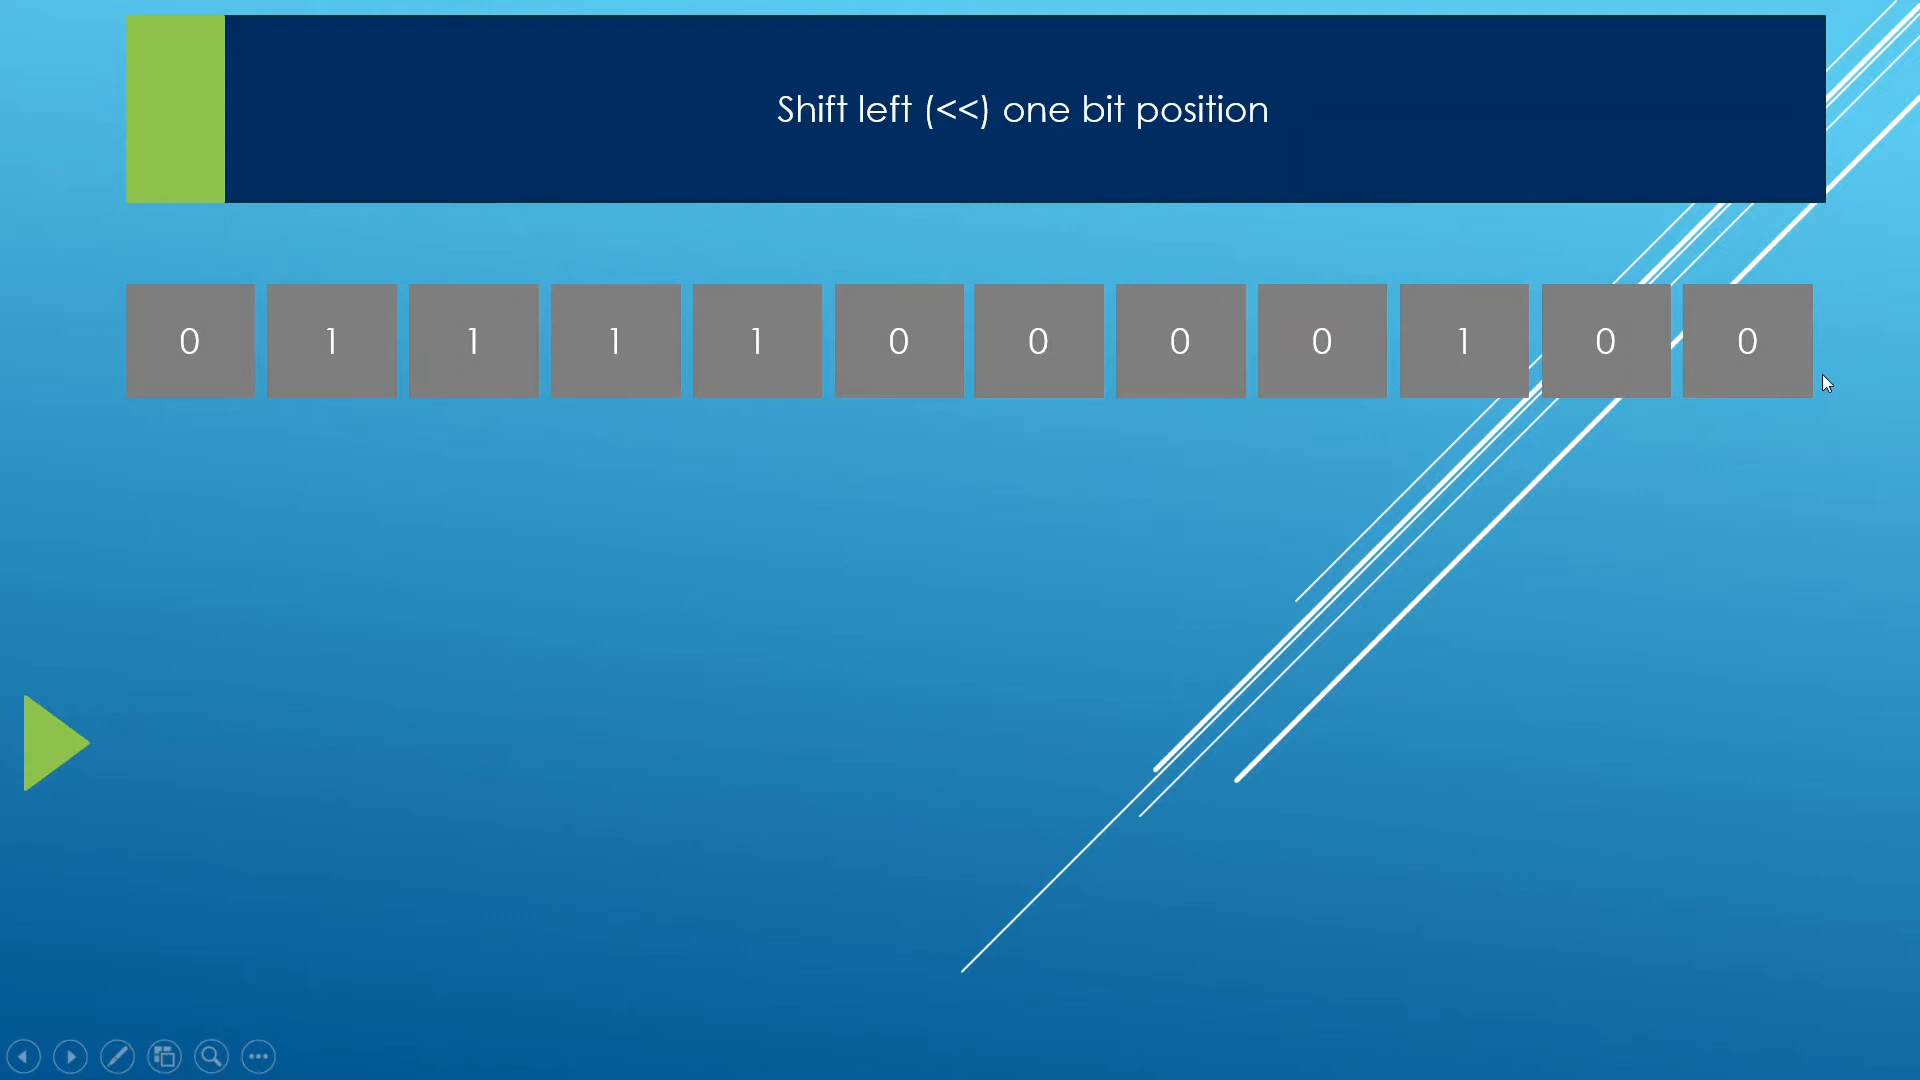 Shift left (<<) one bit position
0 1 1 1 1 0 0 0 0 1 0 0